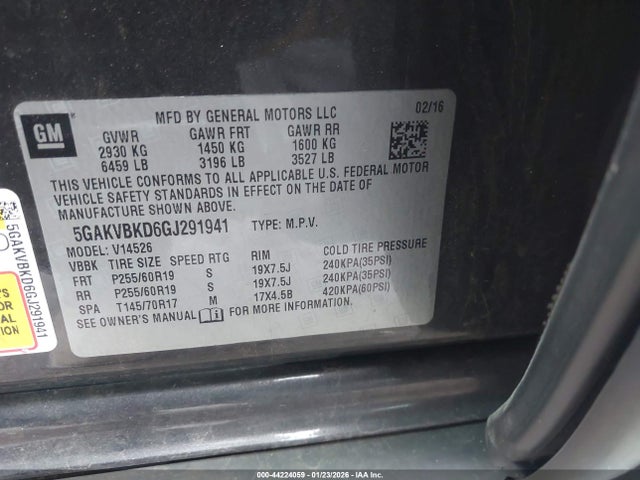 GM
MFD BY GENERAL MOTORS LLC 02/16
GVWR GAWR FRT GAWR RR
2930 KG 1450 KG 1600 KG
6459 LB 3196 LB 3527 LB
THIS VEHICLE CONFORMS TO ALL APPLICABLE U.S. FEDERAL MOTOR
VEHICLE SAFETY STANDARDS IN EFFECT ON THE DATE OF
MANUFACTURE SHOWN ABOVE.
5GAKVBKD6GJ291941 TYPE: M.P.V.
MODEL: V14526
VBBK TIRE SIZE SPEED RTG RIM COLD TIRE PRESSURE
FRT P255/60R19 S 19X7.5J 240KPA(35PSI)
RR P255/60R19 S 19X7.5J 240KPA(35PSI)
SPA T145/70R17 M 17X4.5B 420KPA(60PSI)
SEE OWNER'S MANUAL FOR ADDITIONAL INFORMATION.
5GAKVBKD6GJ291941
000-44224059 - 01/23/2026 - IAAI.COM